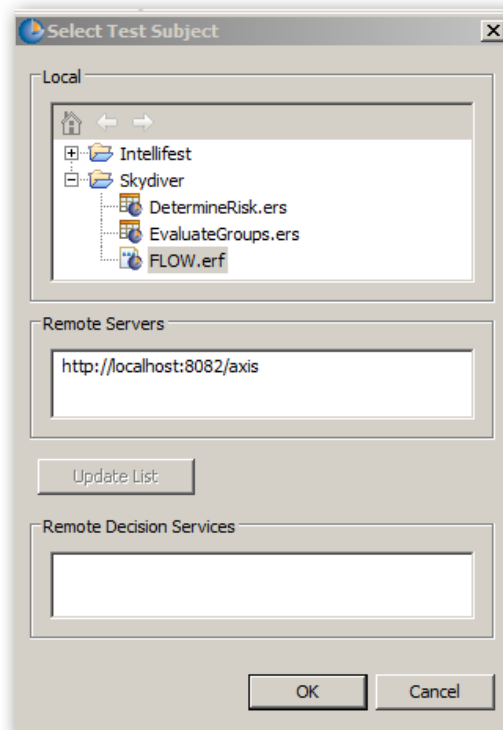 Select Test Subject
Local
Intellifest
Skydiver
DetermineRisk.ers
EvaluateGroups.ers
FLOW.erf
Remote Servers
http://localhost:8082/axis
Update List
Remote Decision Services
OK Cancel